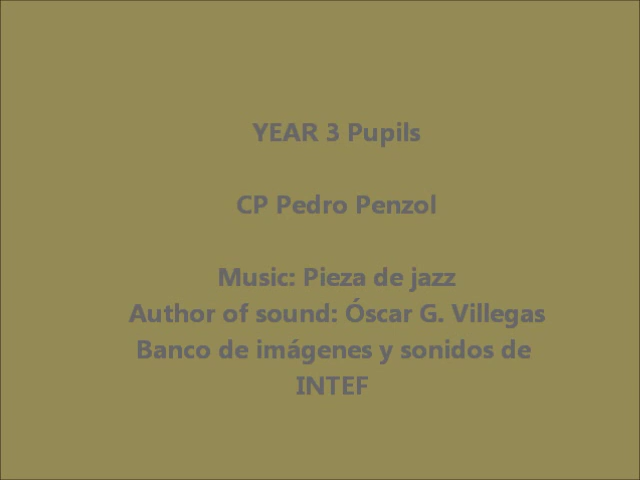 YEAR 3 Pupils
CP Pedro Penzol
Music: Pieza de jazz
Author of sound: Óscar G. Villegas
Banco de imágenes y sonidos de
INTEF